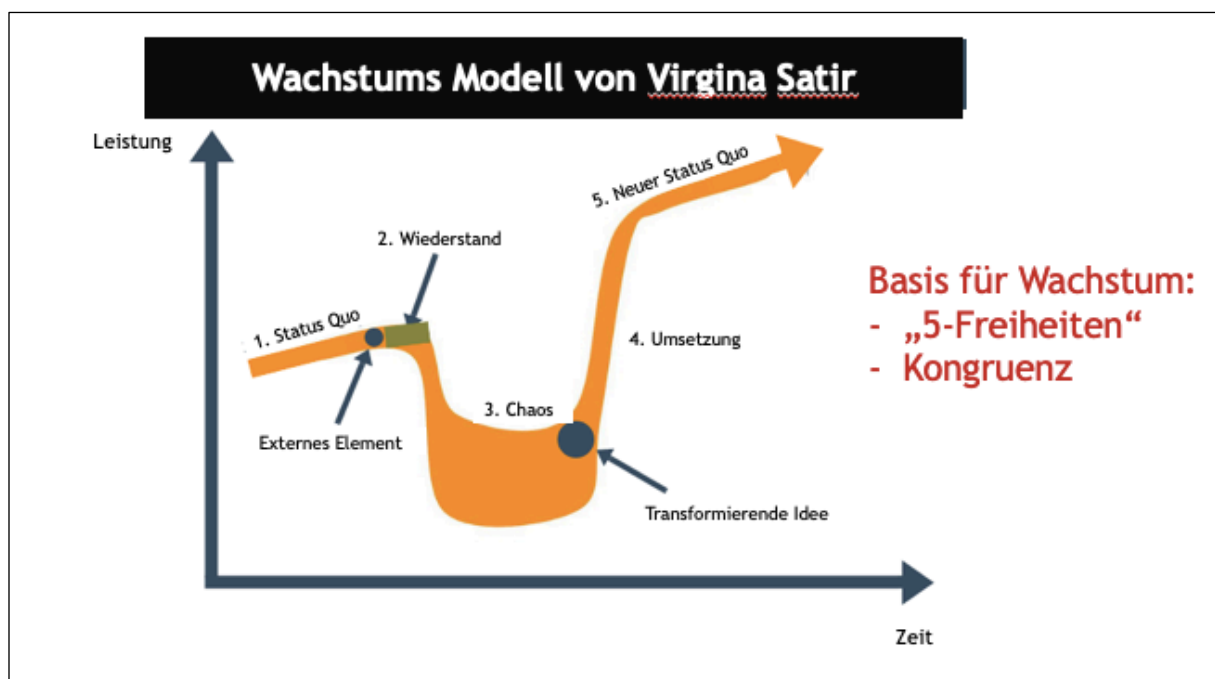 Wachstums Modell von Virgina Satir
Leistung
5. Neuer Status Quo
2. Wiederstand
Basis für Wachstum:
- „5-Freiheiten“
- Kongruenz
1. Status Quo
4. Umsetzung
3. Chaos
Externes Element
Transformierende Idee
Zeit